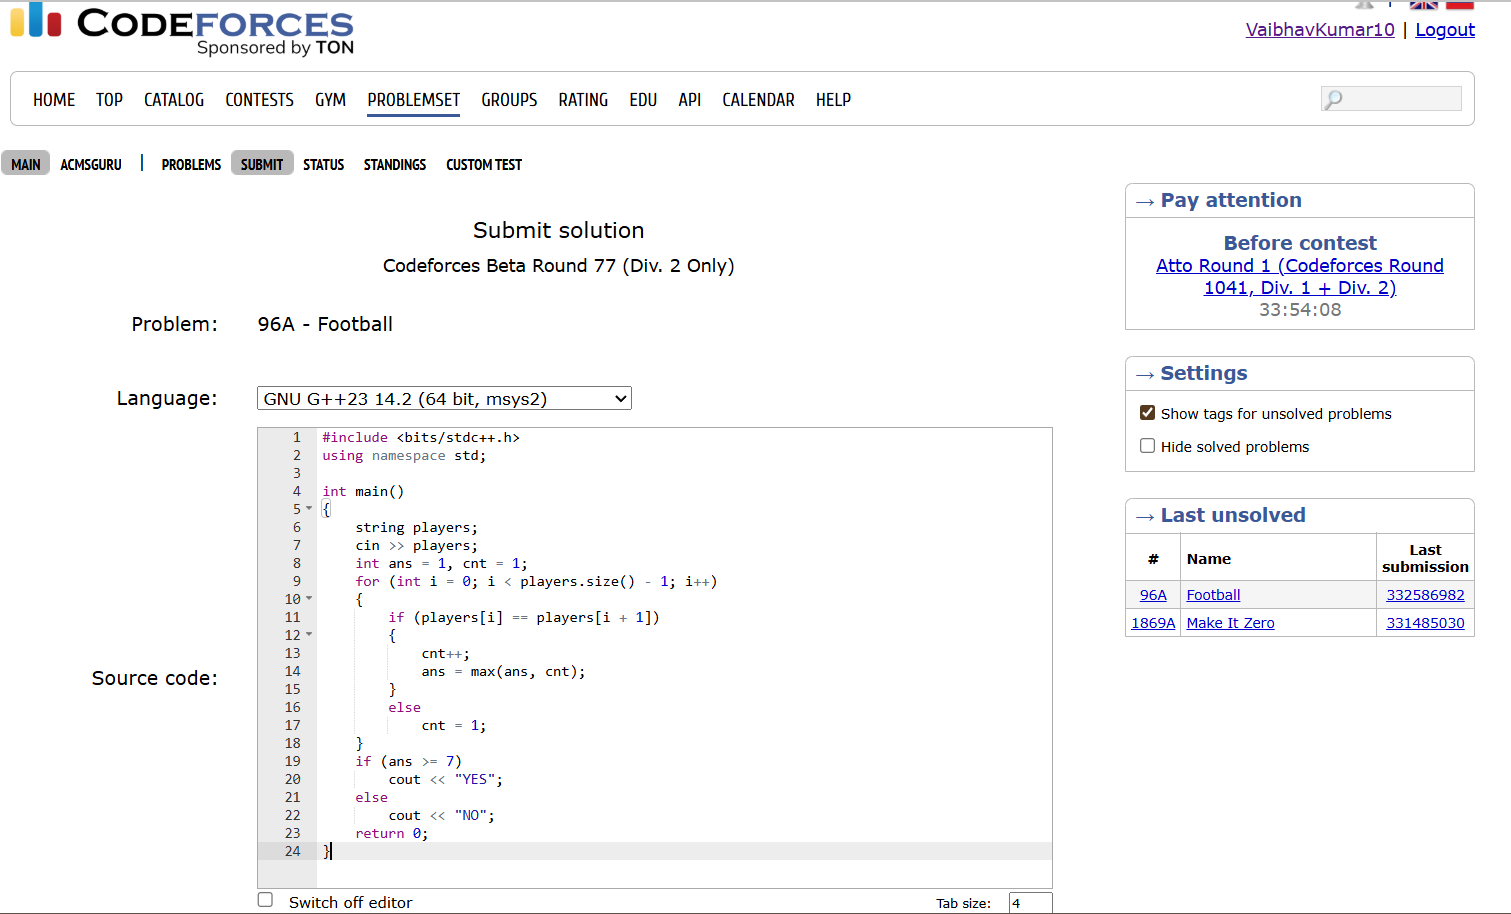 CODEFORCES
Sponsored by TON
VaibhavKumar10 | Logout
HOME TOP CATALOG CONTESTS GYM PROBLEMSET GROUPS RATING EDU API CALENDAR HELP
MAIN ACMSGURU | PROBLEMS SUBMIT STATUS STANDINGS CUSTOM TEST
Submit solution
Codeforces Beta Round 77 (Div. 2 Only)
Problem: 96A - Football
Language: GNU G++23 14.2 (64 bit, msys2)
Source code:
1 #include <bits/stdc++.h>
2 using namespace std;
3
4 int main()
5 {
6     string players;
7     cin >> players;
8     int ans = 1, cnt = 1;
9     for (int i = 0; i < players.size() - 1; i++)
10     {
11         if (players[i] == players[i + 1])
12         {
13             cnt++;
14             ans = max(ans, cnt);
15         }
16         else
17             cnt = 1;
18     }
19     if (ans >= 7)
20         cout << "YES";
21     else
22         cout << "NO";
23     return 0;
24 }
Switch off editor
Tab size: 4
→ Pay attention
Before contest
Atto Round 1 (Codeforces Round
1041, Div. 1 + Div. 2)
33:54:08
→ Settings
Show tags for unsolved problems
Hide solved problems
→ Last unsolved
# Name Last
submission
96A Football 332586982
1869A Make It Zero 331485030